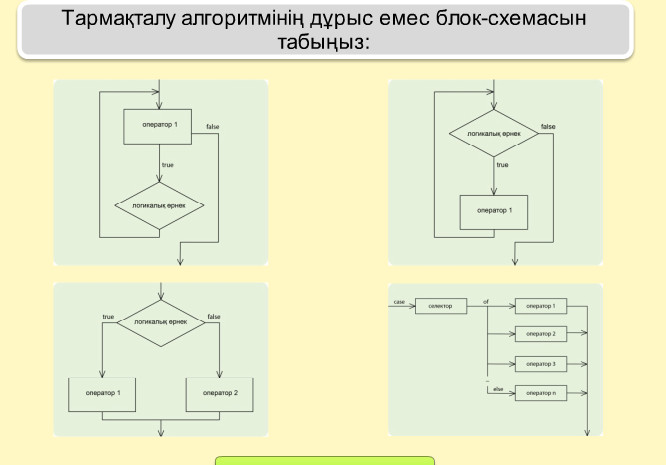 Тармақталу алгоритмінің дұрыс емес блок-схемасын
табыңыз:
оператор 1
false
true
логикалық өрнек
логикалық өрнек
false
true
оператор 1
true
логикалық өрнек
false
оператор 1
оператор 2
case
селектор
of
оператор 1
оператор 2
оператор 3
else
оператор n